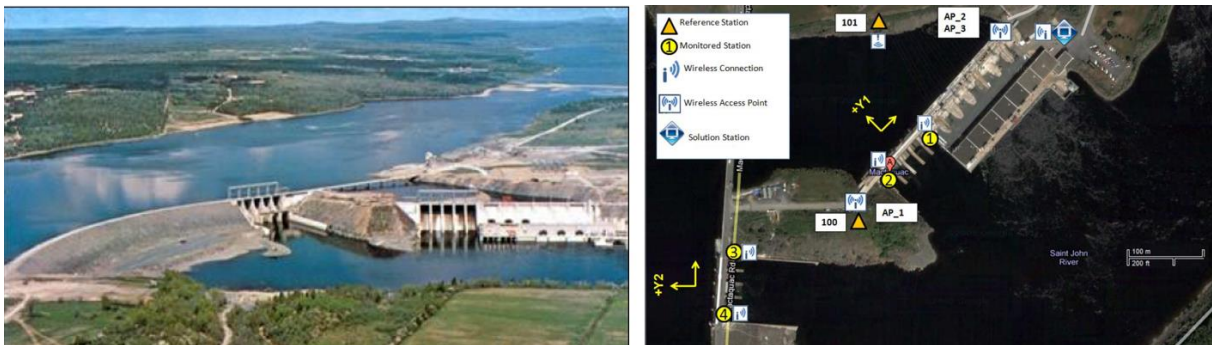 Reference Station
1
Monitored Station
Wireless Connection
Wireless Access Point
Solution Station
101
AP_2
AP_3
+Y1
1
2
100
AP_1
3
+Y2
4
Saint John
River
100 m
200 ft